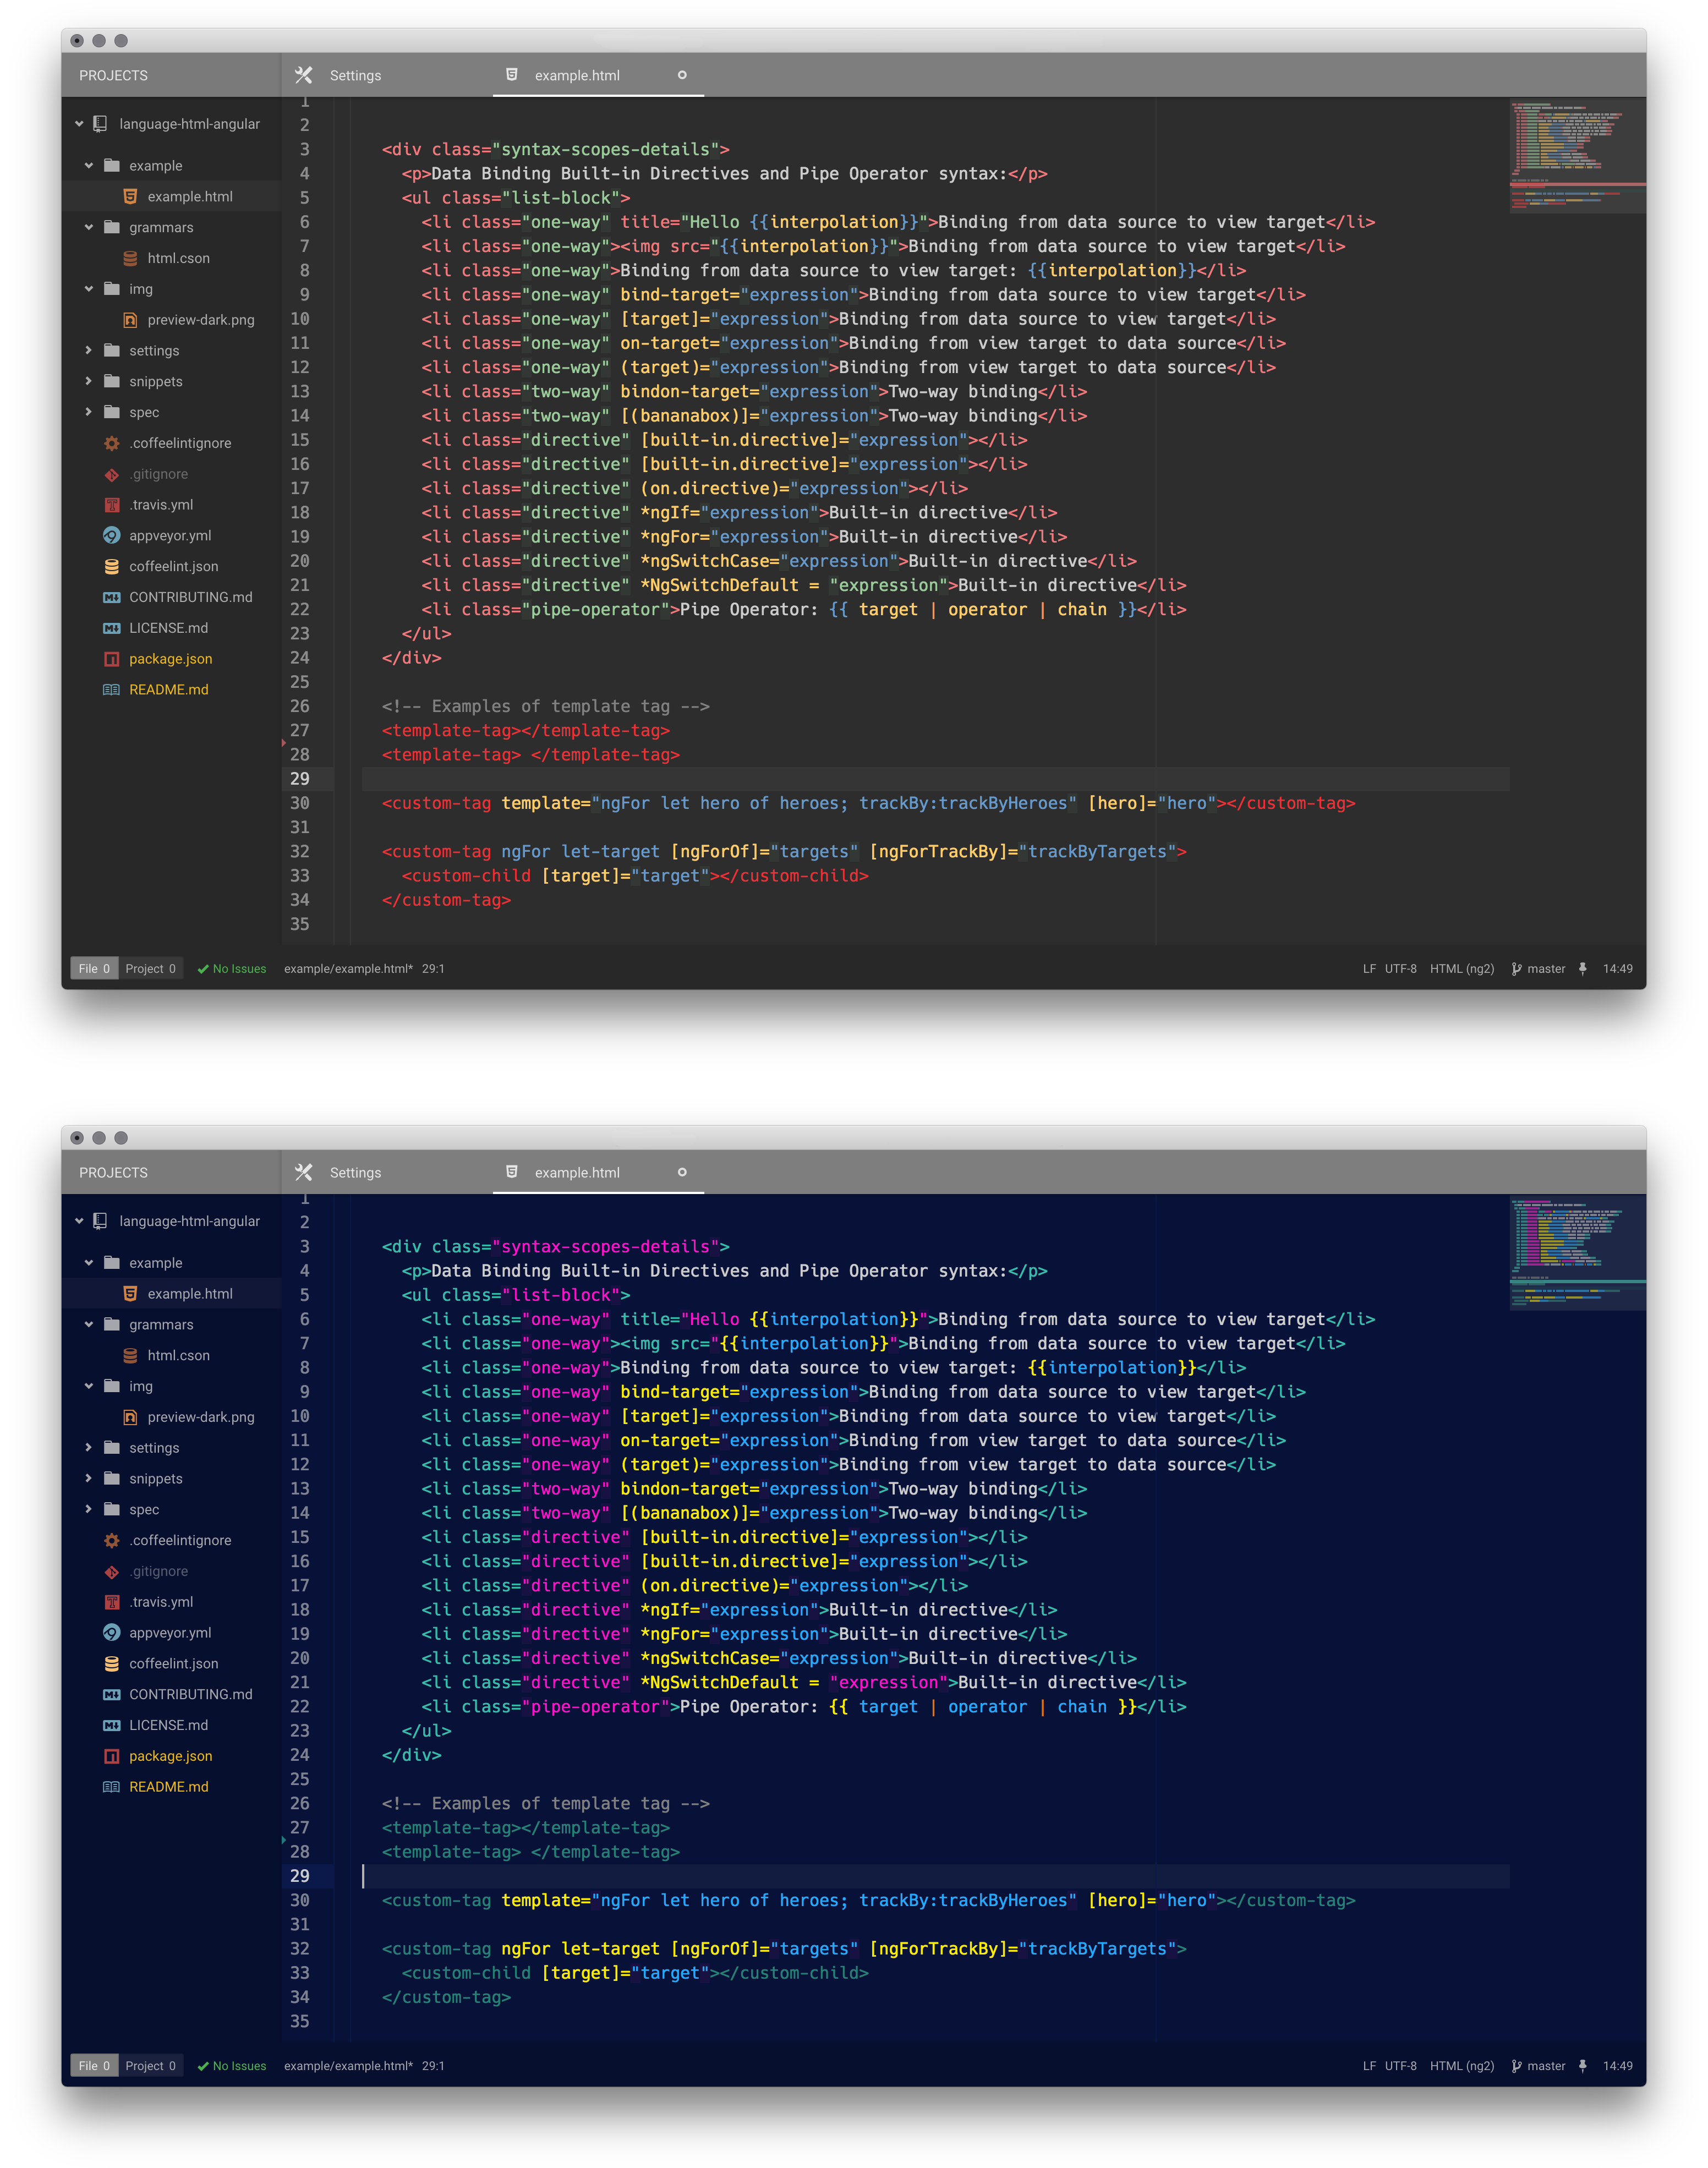 PROJECTS
Settings
example.html
language-html-angular
example
example.html
grammars
html.cson
img
preview-dark.png
settings
snippets
spec
.coffeelintignore
.gitignore
.travis.yml
appveyor.yml
coffeelint.json
CONTRIBUTING.md
LICENSE.md
package.json
README.md
1
2
3 <div class="syntax-scopes-details">
4 <p>Data Binding Built-in Directives and Pipe Operator syntax:</p>
5 <ul class="list-block">
6 <li class="one-way" title="Hello {{interpolation}}">Binding from data source to view target</li>
7 <li class="one-way"><img src="{{interpolation}}">Binding from data source to view target</li>
8 <li class="one-way">Binding from data source to view target: {{interpolation}}</li>
9 <li class="one-way" bind-target="expression">Binding from data source to view target</li>
10 <li class="one-way" [target]="expression">Binding from data source to view target</li>
11 <li class="one-way" on-target="expression">Binding from view target to data source</li>
12 <li class="one-way" (target)="expression">Binding from view target to data source</li>
13 <li class="two-way" bindon-target="expression">Two-way binding</li>
14 <li class="two-way" [(bananabox)]="expression">Two-way binding</li>
15 <li class="directive" [built-in.directive]="expression"></li>
16 <li class="directive" [built-in.directive]="expression"></li>
17 <li class="directive" (on.directive)="expression"></li>
18 <li class="directive" *ngIf="expression">Built-in directive</li>
19 <li class="directive" *ngFor="expression">Built-in directive</li>
20 <li class="directive" *ngSwitchCase="expression">Built-in directive</li>
21 <li class="directive" *NgSwitchDefault = "expression">Built-in directive</li>
22 <li class="pipe-operator">Pipe Operator: {{ target | operator | chain }}</li>
23 </ul>
24 </div>
25
26 <!-- Examples of template tag -->
27 <template-tag></template-tag>
28 <template-tag> </template-tag>
29
30 <custom-tag template="ngFor let hero of heroes; trackBy:trackByHeroes" [hero]="hero"></custom-tag>
31
32 <custom-tag ngFor let-target [ngForOf]="targets" [ngForTrackBy]="trackByTargets">
33 <custom-child [target]="target"></custom-child>
34 </custom-tag>
35
File 0 Project 0 No Issues example/example.html* 29:1 LF UTF-8 HTML (ng2) master 14:49
PROJECTS
Settings
example.html
language-html-angular
example
example.html
grammars
html.cson
img
preview-dark.png
settings
snippets
spec
.coffeelintignore
.gitignore
.travis.yml
appveyor.yml
coffeelint.json
CONTRIBUTING.md
LICENSE.md
package.json
README.md
1
2
3 <div class="syntax-scopes-details">
4 <p>Data Binding Built-in Directives and Pipe Operator syntax:</p>
5 <ul class="list-block">
6 <li class="one-way" title="Hello {{interpolation}}">Binding from data source to view target</li>
7 <li class="one-way"><img src="{{interpolation}}">Binding from data source to view target</li>
8 <li class="one-way">Binding from data source to view target: {{interpolation}}</li>
9 <li class="one-way" bind-target="expression">Binding from data source to view target</li>
10 <li class="one-way" [target]="expression">Binding from data source to view target</li>
11 <li class="one-way" on-target="expression">Binding from view target to data source</li>
12 <li class="one-way" (target)="expression">Binding from view target to data source</li>
13 <li class="two-way" bindon-target="expression">Two-way binding</li>
14 <li class="two-way" [(bananabox)]="expression">Two-way binding</li>
15 <li class="directive" [built-in.directive]="expression"></li>
16 <li class="directive" [built-in.directive]="expression"></li>
17 <li class="directive" (on.directive)="expression"></li>
18 <li class="directive" *ngIf="expression">Built-in directive</li>
19 <li class="directive" *ngFor="expression">Built-in directive</li>
20 <li class="directive" *ngSwitchCase="expression">Built-in directive</li>
21 <li class="directive" *NgSwitchDefault = "expression">Built-in directive</li>
22 <li class="pipe-operator">Pipe Operator: {{ target | operator | chain }}</li>
23 </ul>
24 </div>
25
26 <!-- Examples of template tag -->
27 <template-tag></template-tag>
28 <template-tag> </template-tag>
29
30 <custom-tag template="ngFor let hero of heroes; trackBy:trackByHeroes" [hero]="hero"></custom-tag>
31
32 <custom-tag ngFor let-target [ngForOf]="targets" [ngForTrackBy]="trackByTargets">
33 <custom-child [target]="target"></custom-child>
34 </custom-tag>
35
File 0 Project 0 No Issues example/example.html* 29:1 LF UTF-8 HTML (ng2) master 14:49